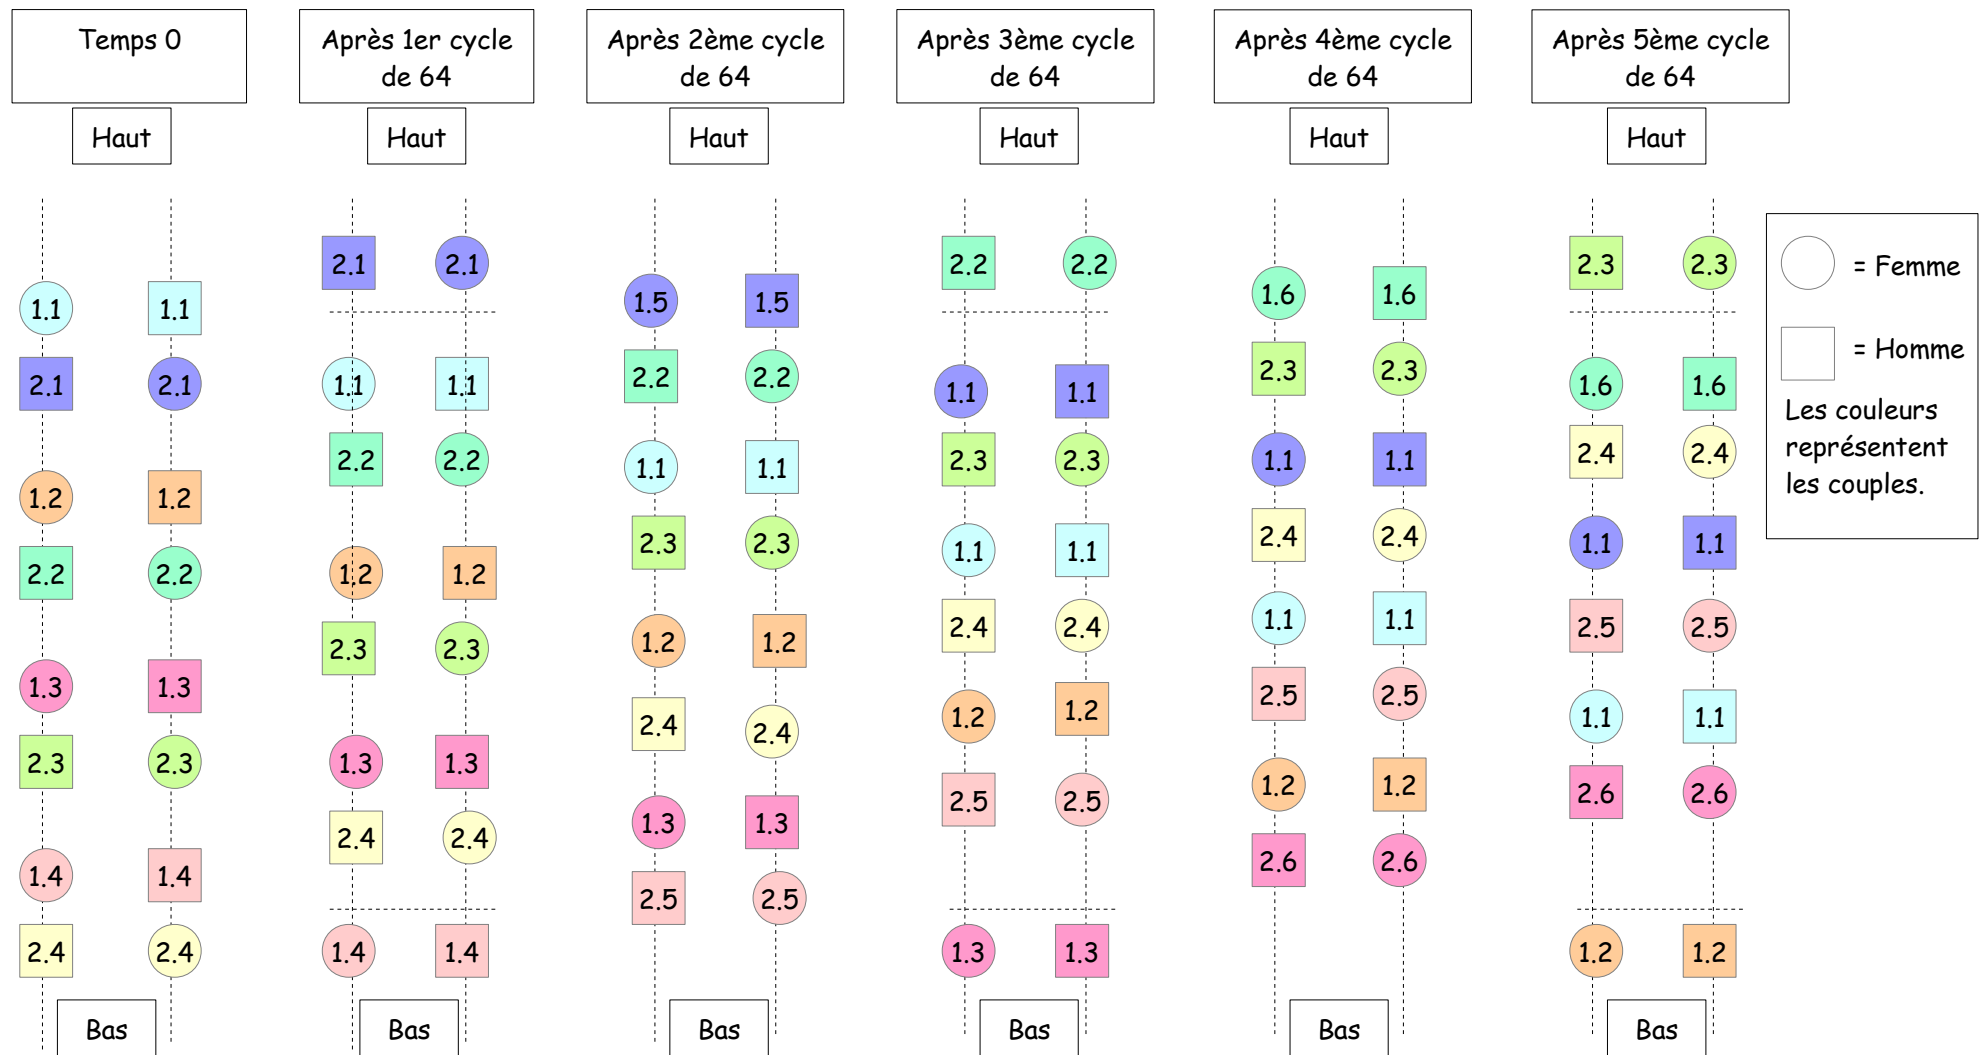 Temps 0
Après 1er cycle
de 64
Après 2ème cycle
de 64
Après 3ème cycle
de 64
Après 4ème cycle
de 64
Après 5ème cycle
de 64
Haut Haut Haut Haut Haut Haut
1.1 1.1
2.1 2.1
1.2 1.2
2.2 2.2
1.3 1.3
2.3 2.3
1.4 1.4
2.4 2.4
Bas
2.1 2.1
1.1 1.1
2.2 2.2
1.2 1.2
2.3 2.3
1.3 1.3
2.4 2.4
1.4 1.4
Bas
1.5 1.5
2.2 2.2
1.1 1.1
2.3 2.3
1.2 1.2
2.4 2.4
1.3 1.3
2.5 2.5
Bas
2.2 2.2
1.1 1.1
2.3 2.3
1.1 1.1
2.4 2.4
1.2 1.2
2.5 2.5
1.3 1.3
Bas
1.6 1.6
2.3 2.3
1.1 1.1
2.4 2.4
1.1 1.1
2.5 2.5
1.2 1.2
2.6 2.6
Bas
2.3 2.3
1.6 1.6
2.4 2.4
1.1 1.1
2.5 2.5
1.1 1.1
2.6 2.6
1.2 1.2
Bas
= Femme
= Homme
Les couleurs
représentent
les couples.